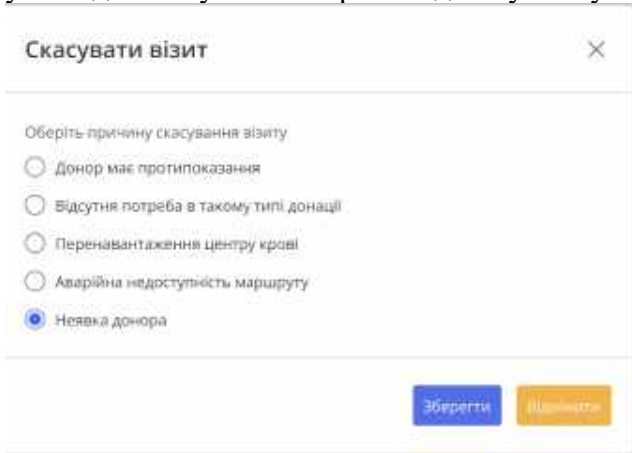 Скасувати візит
Оберіть причину скасування візиту
Донор має протипоказання
Відсутня потреба в такому типі донації
Перенавантаження центру крові
Аварійна недоступність маршруту
Неявка донора
Зберегти
Відмінити